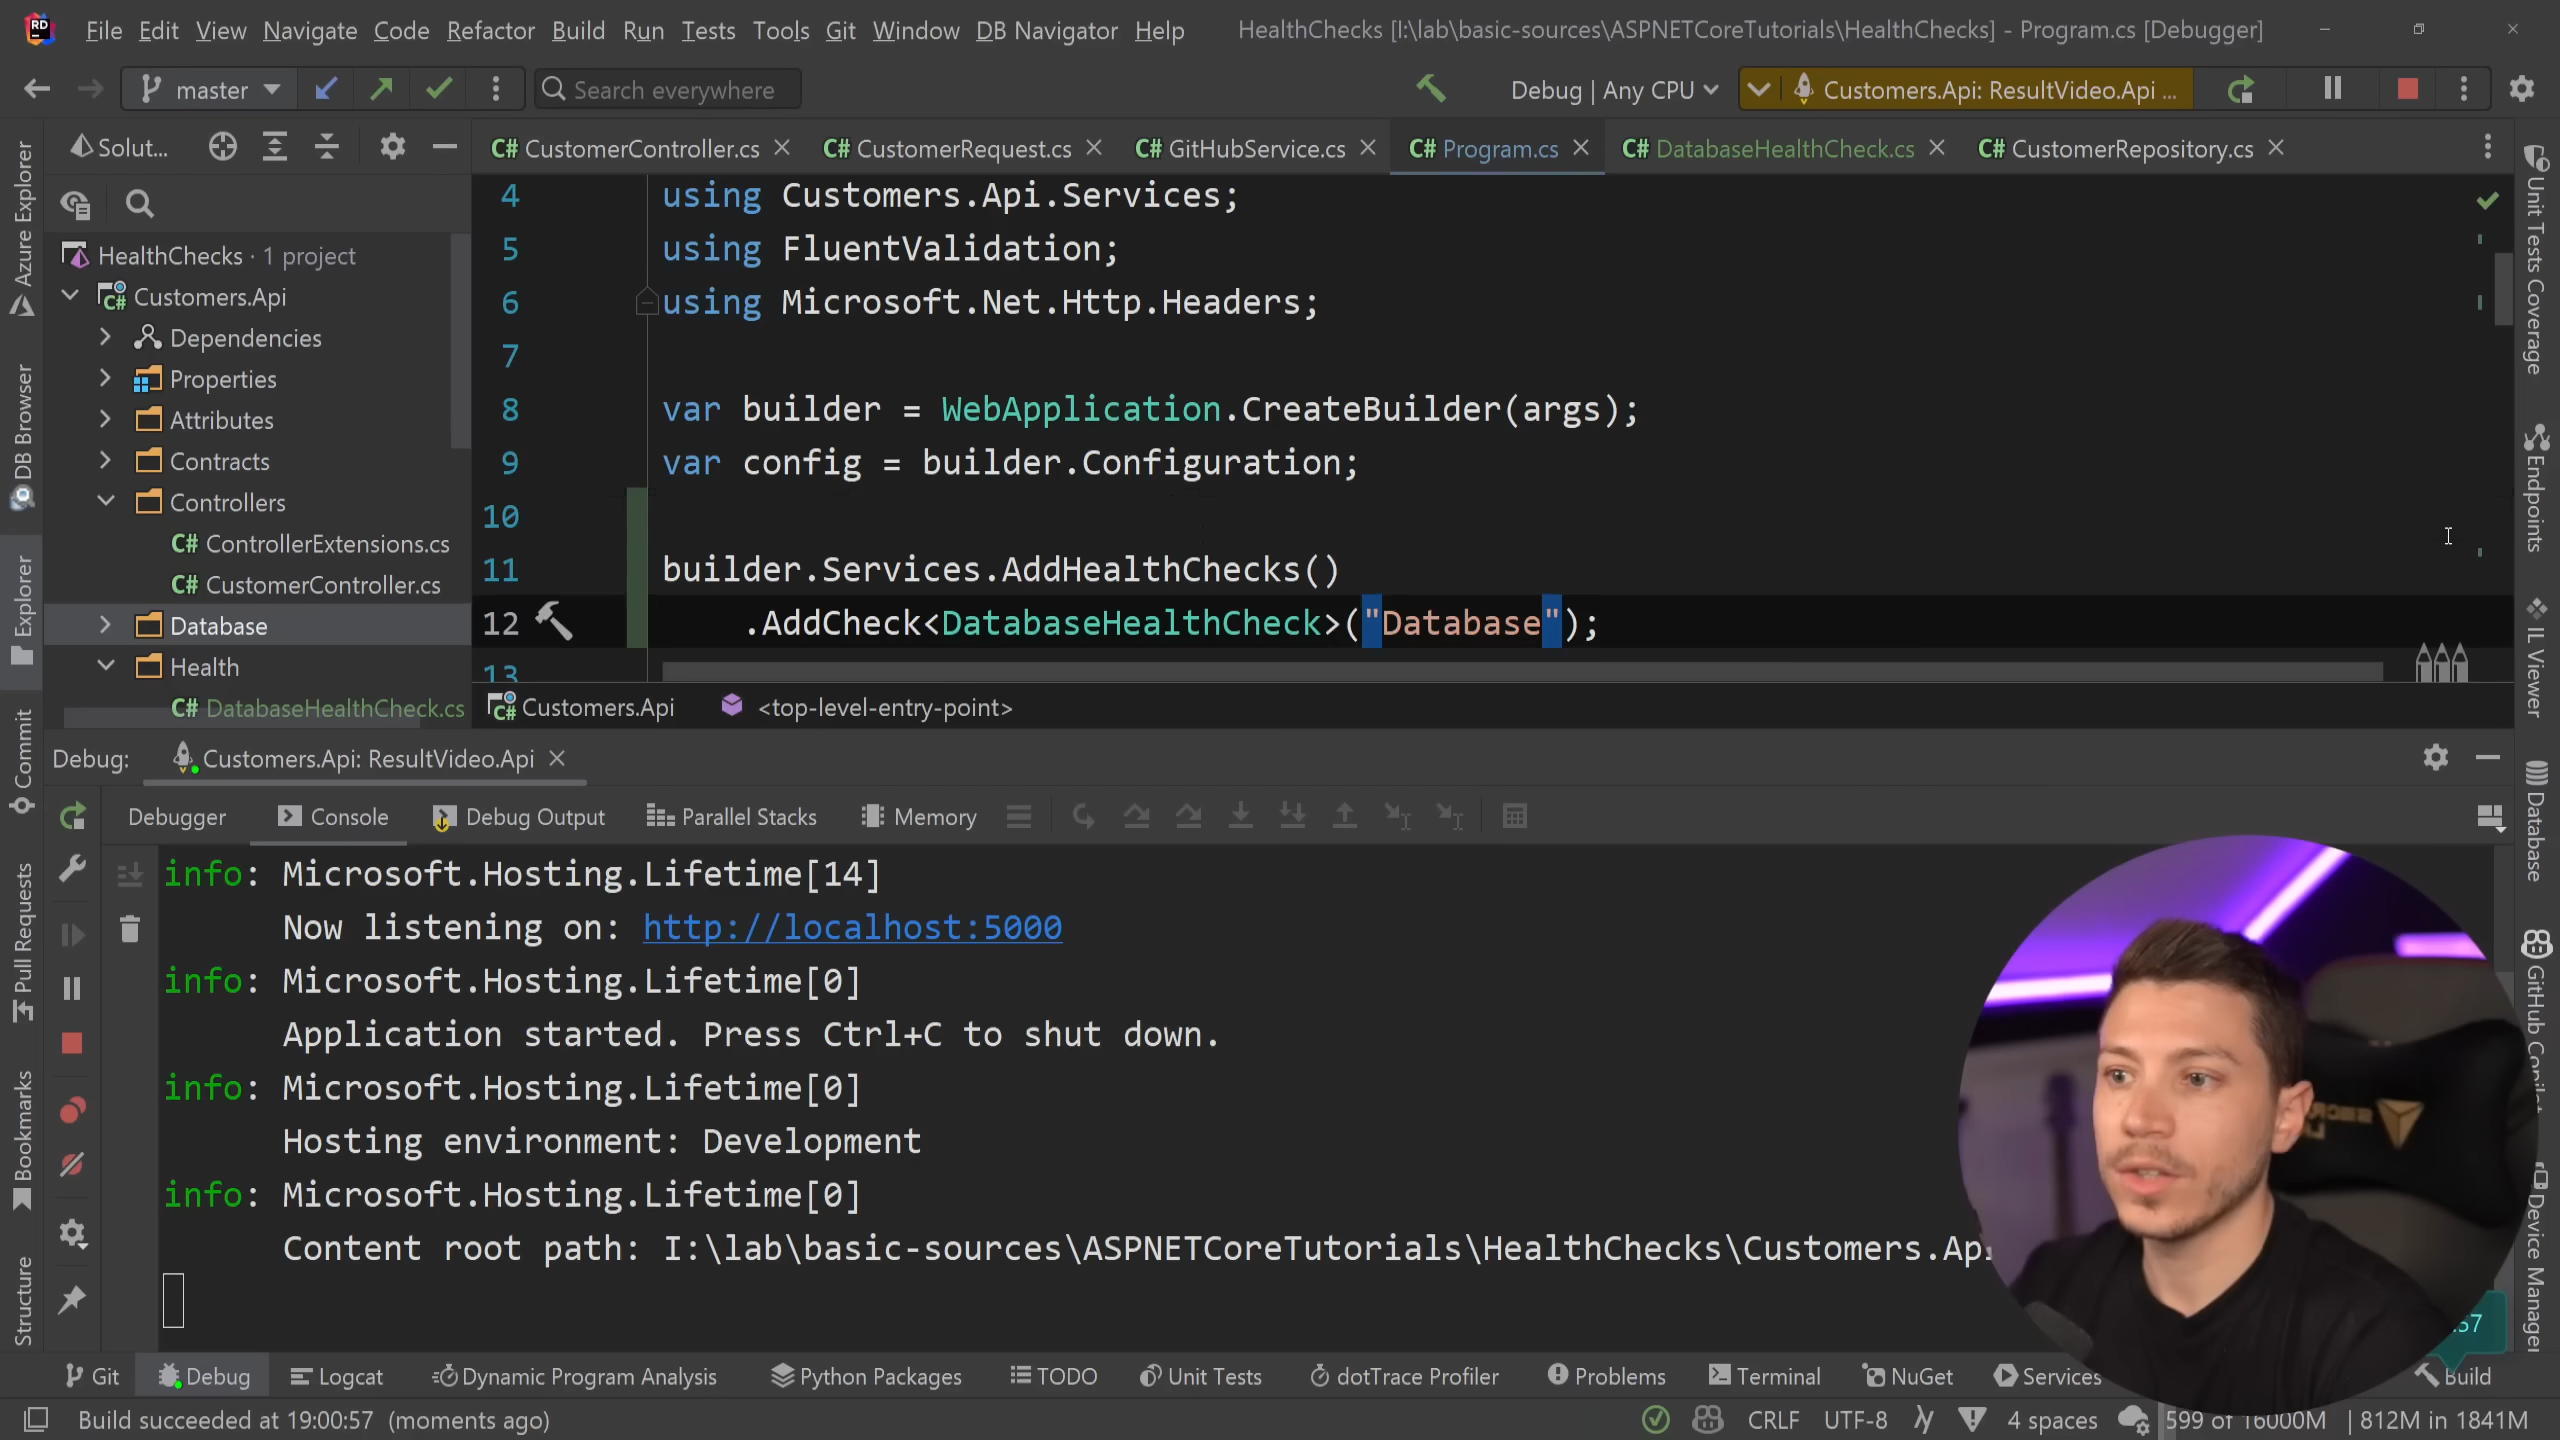 RD File Edit View Navigate Code Refactor Build Run Tests Tools Git Window DB Navigator Help HealthChecks [I:\lab\basic-sources\ASPNETCoreTutorials\HealthChecks] - Program.cs [Debugger]
master Search everywhere Debug | Any CPU Customers.Api: ResultVideo.Api ...
Solut... C# CustomerController.cs C# CustomerRequest.cs C# GitHubService.cs C# Program.cs C# DatabaseHealthCheck.cs C# CustomerRepository.cs
Azure Explorer
DB Browser
Explorer
Commit
Pull Requests
Bookmarks
Structure
HealthChecks · 1 project
C# Customers.Api
Dependencies
Properties
Attributes
Contracts
Controllers
C# ControllerExtensions.cs
C# CustomerController.cs
Database
Health
C# DatabaseHealthCheck.cs
4 using Customers.Api.Services;
5 using FluentValidation;
6 using Microsoft.Net.Http.Headers;
7
8 var builder = WebApplication.CreateBuilder(args);
9 var config = builder.Configuration;
10
11 builder.Services.AddHealthChecks()
12 .AddCheck<DatabaseHealthCheck>("Database");
13
C# Customers.Api <top-level-entry-point>
Unit Tests Coverage
Endpoints
IL Viewer
Database
GitHub Copilot
Device Manager
Debug: Customers.Api: ResultVideo.Api
Debugger Console Debug Output Parallel Stacks Memory
info: Microsoft.Hosting.Lifetime[14]
Now listening on: http://localhost:5000
info: Microsoft.Hosting.Lifetime[0]
Application started. Press Ctrl+C to shut down.
info: Microsoft.Hosting.Lifetime[0]
Hosting environment: Development
info: Microsoft.Hosting.Lifetime[0]
Content root path: I:\lab\basic-sources\ASPNETCoreTutorials\HealthChecks\Customers.Api
:57
Git Debug Logcat Dynamic Program Analysis Python Packages TODO Unit Tests dotTrace Profiler Problems Terminal NuGet Services Build
Build succeeded at 19:00:57 (moments ago) CRLF UTF-8 4 spaces 599 of 16000M 812M in 1841M